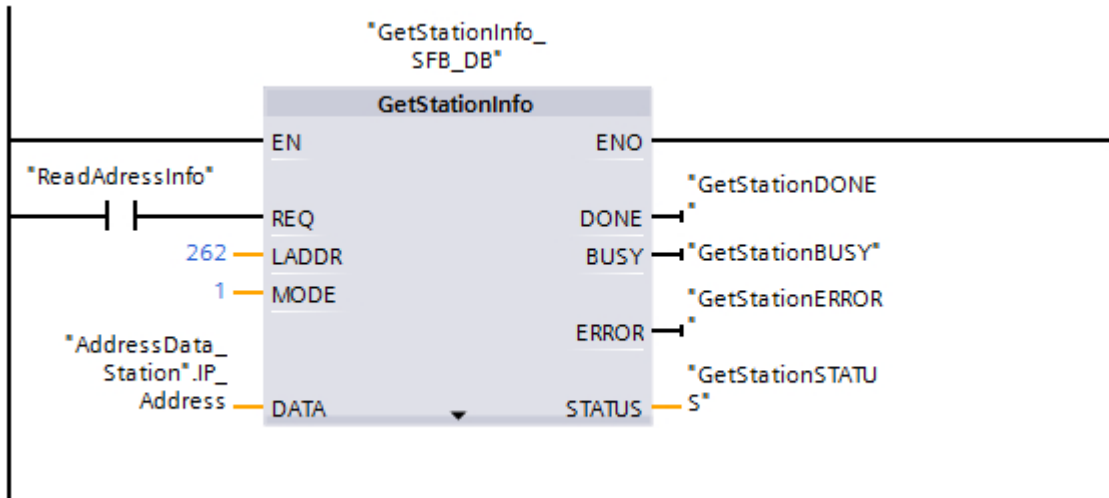 "GetStationInfo_
SFB_DB"
GetStationInfo
EN ENO
"ReadAdressInfo"
"GetStationDONE
"
REQ DONE
262 LADDR BUSY "GetStationBUSY"
1 MODE
"GetStationERROR
"
ERROR
"AddressData_
Station".IP_
Address
"GetStationSTATU
S"
DATA STATUS